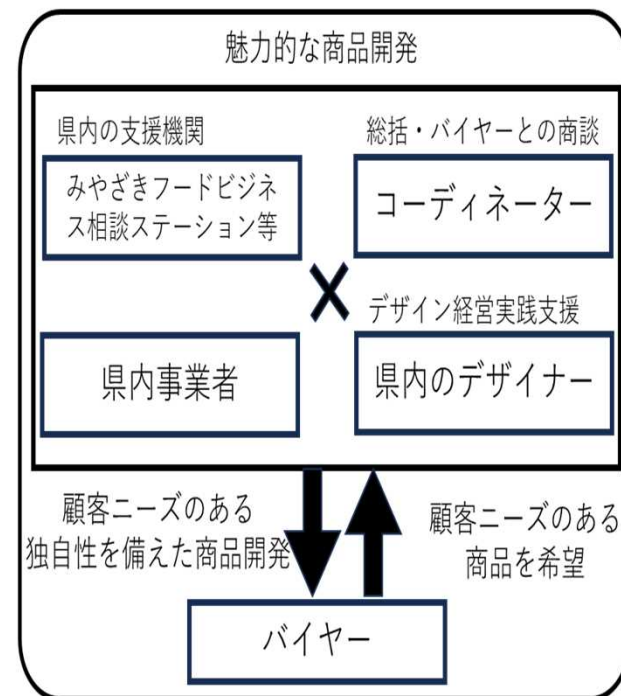 魅力的な商品開発
県内の支援機関
みやざきフードビジネ
ス相談ステーション等
総括・バイヤーとの商談
コーディネーター
×
県内事業者
デザイン経営実践支援
県内のデザイナー
顧客ニーズのある
独自性を備えた商品開発
顧客ニーズのある
商品を希望
バイヤー